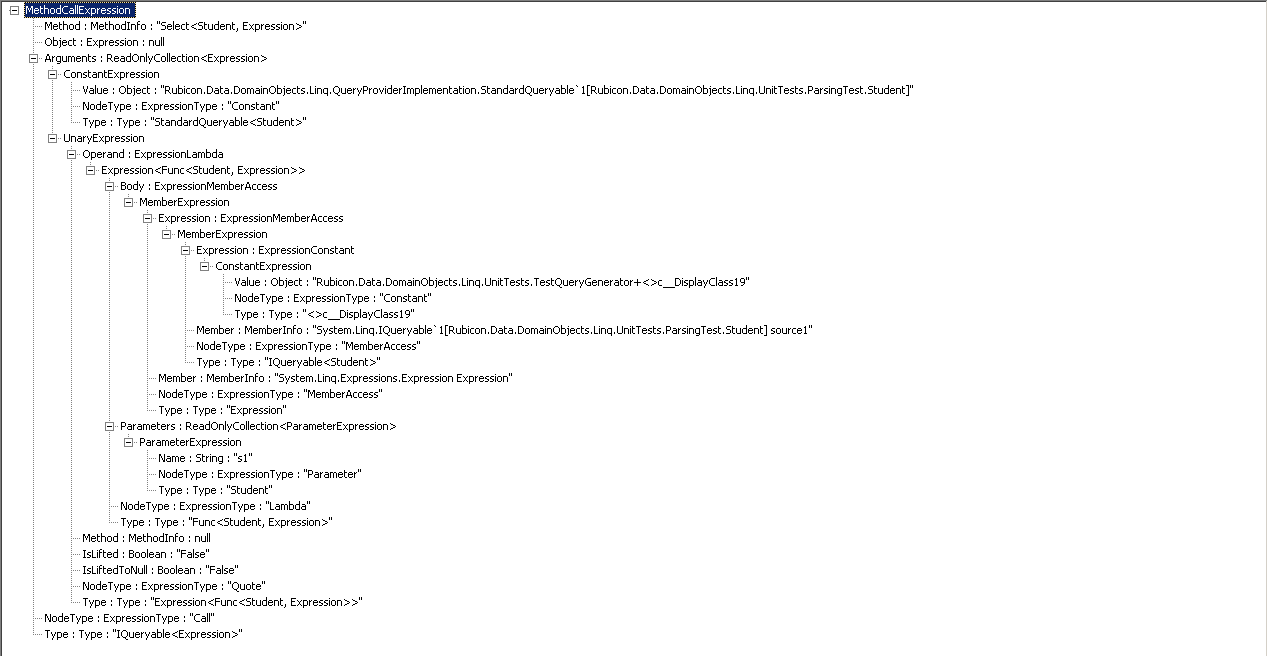 MethodCallExpression
Method : MethodInfo : "Select<Student, Expression>"
Object : Expression : null
Arguments : ReadOnlyCollection<Expression>
ConstantExpression
Value : Object : "Rubicon.Data.DomainObjects.Linq.QueryProviderImplementation.StandardQueryable`1[Rubicon.Data.DomainObjects.Linq.UnitTests.ParsingTest.Student]"
NodeType : ExpressionType : "Constant"
Type : Type : "StandardQueryable<Student>"
UnaryExpression
Operand : ExpressionLambda
Expression<Func<Student, Expression>>
Body : ExpressionMemberAccess
MemberExpression
Expression : ExpressionMemberAccess
MemberExpression
Expression : ExpressionConstant
ConstantExpression
Value : Object : "Rubicon.Data.DomainObjects.Linq.UnitTests.TestQueryGenerator+<>c__DisplayClass19"
NodeType : ExpressionType : "Constant"
Type : Type : "<>c__DisplayClass19"
Member : MemberInfo : "System.Linq.IQueryable`1[Rubicon.Data.DomainObjects.Linq.UnitTests.ParsingTest.Student] source1"
NodeType : ExpressionType : "MemberAccess"
Type : Type : "IQueryable<Student>"
Member : MemberInfo : "System.Linq.Expressions.Expression Expression"
NodeType : ExpressionType : "MemberAccess"
Type : Type : "Expression"
Parameters : ReadOnlyCollection<ParameterExpression>
ParameterExpression
Name : String : "s1"
NodeType : ExpressionType : "Parameter"
Type : Type : "Student"
NodeType : ExpressionType : "Lambda"
Type : Type : "Func<Student, Expression>"
Method : MethodInfo : null
IsLifted : Boolean : "False"
IsLiftedToNull : Boolean : "False"
NodeType : ExpressionType : "Quote"
Type : Type : "Expression<Func<Student, Expression>>"
NodeType : ExpressionType : "Call"
Type : Type : "IQueryable<Expression>"